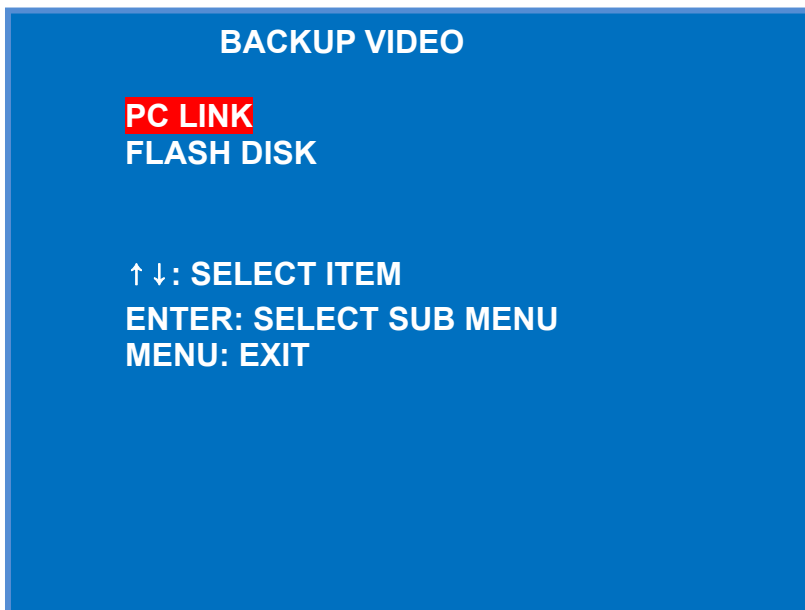 BACKUP VIDEO
PC LINK
FLASH DISK
↑↓: SELECT ITEM
ENTER: SELECT SUB MENU
MENU: EXIT